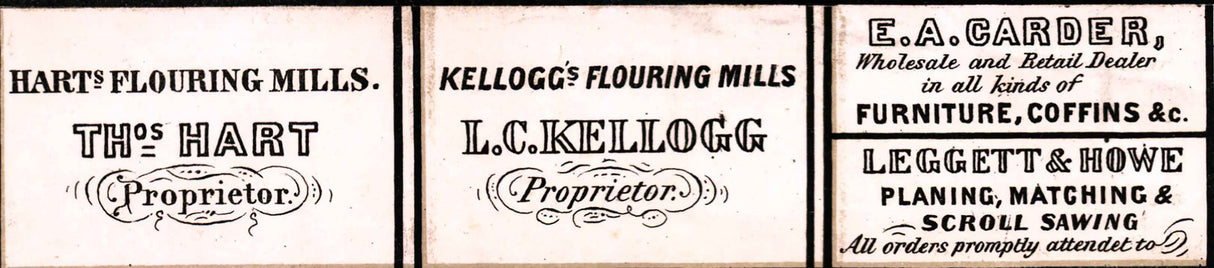 HARTS FLOURING MILLS.
THOS HART
Proprietor.
KELLOGG'S FLOURING MILLS
L.C.KELLOGG
Proprietor.
E.A.CARDER,
Wholesale and Retail Dealer
in all kinds of
FURNITURE, COFFINS &c.
LEGGETT & HOWE
PLANING, MATCHING &
SCROLL SAWING
All orders promptly attendet to